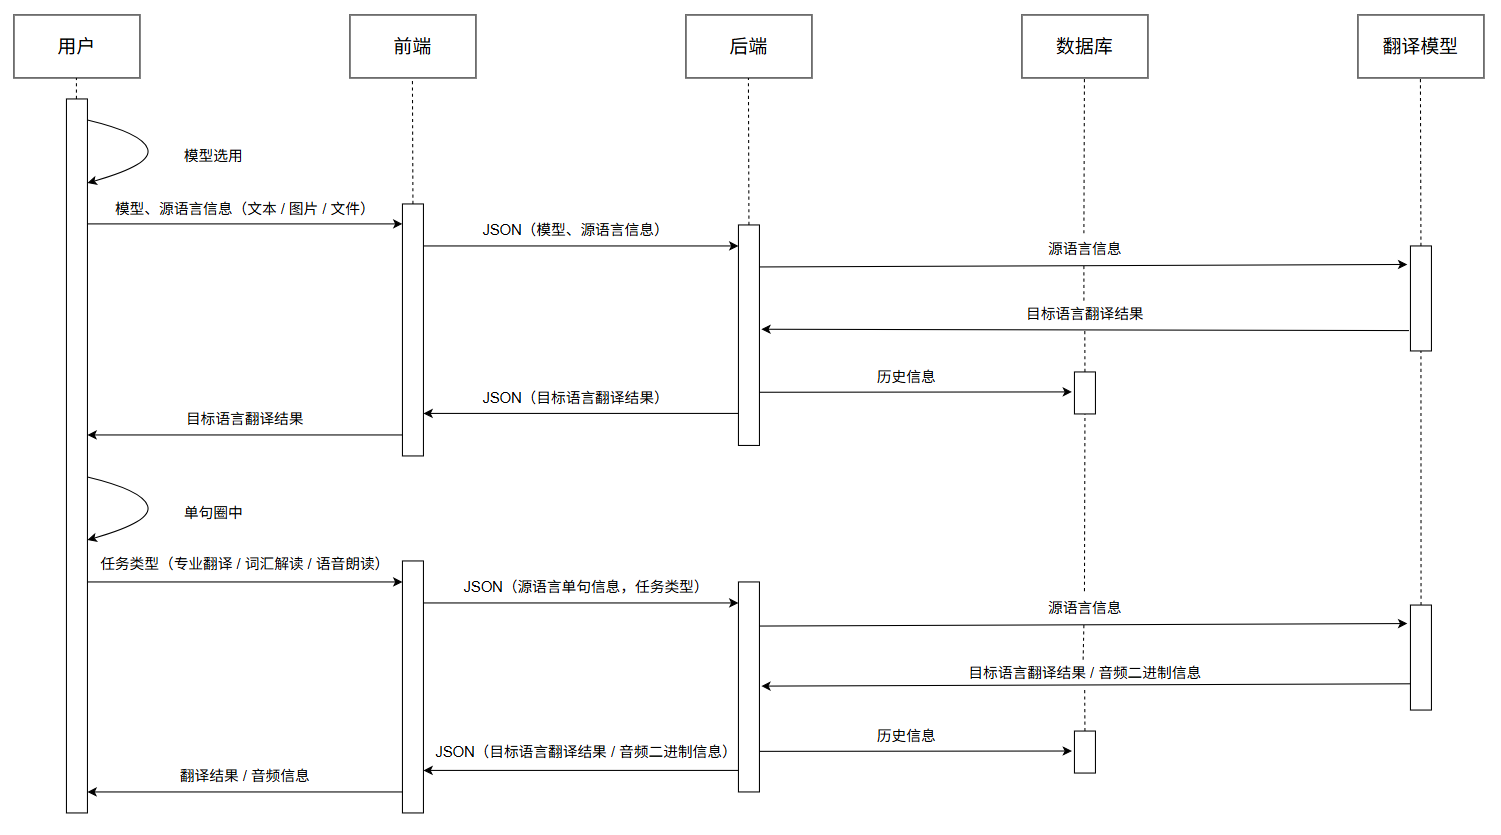 用户
前端
后端
数据库
翻译模型
模型选用
模型、源语言信息（文本 / 图片 / 文件）
JSON（模型、源语言信息）
源语言信息
目标语言翻译结果
历史信息
JSON（目标语言翻译结果）
目标语言翻译结果
单句圈中
任务类型（专业翻译 / 词汇解读 / 语音朗读）
JSON（源语言单句信息，任务类型）
源语言信息
目标语言翻译结果 / 音频二进制信息
历史信息
JSON（目标语言翻译结果 / 音频二进制信息）
翻译结果 / 音频信息